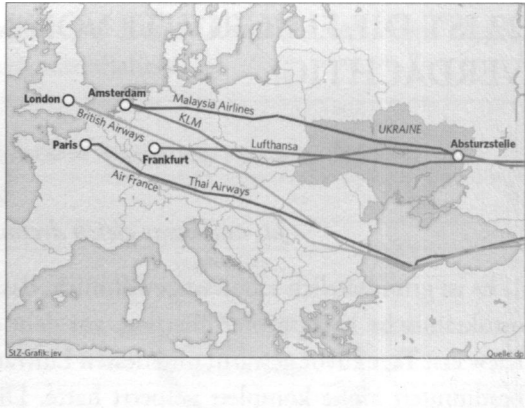 London
Amsterdam
Malaysia Airlines
British Airways
KLM
UKRAINE
Paris
Frankfurt
Lufthansa
Absturzstelle
Air France
Thai Airways
StZ-Grafik: jev
Quelle: dp